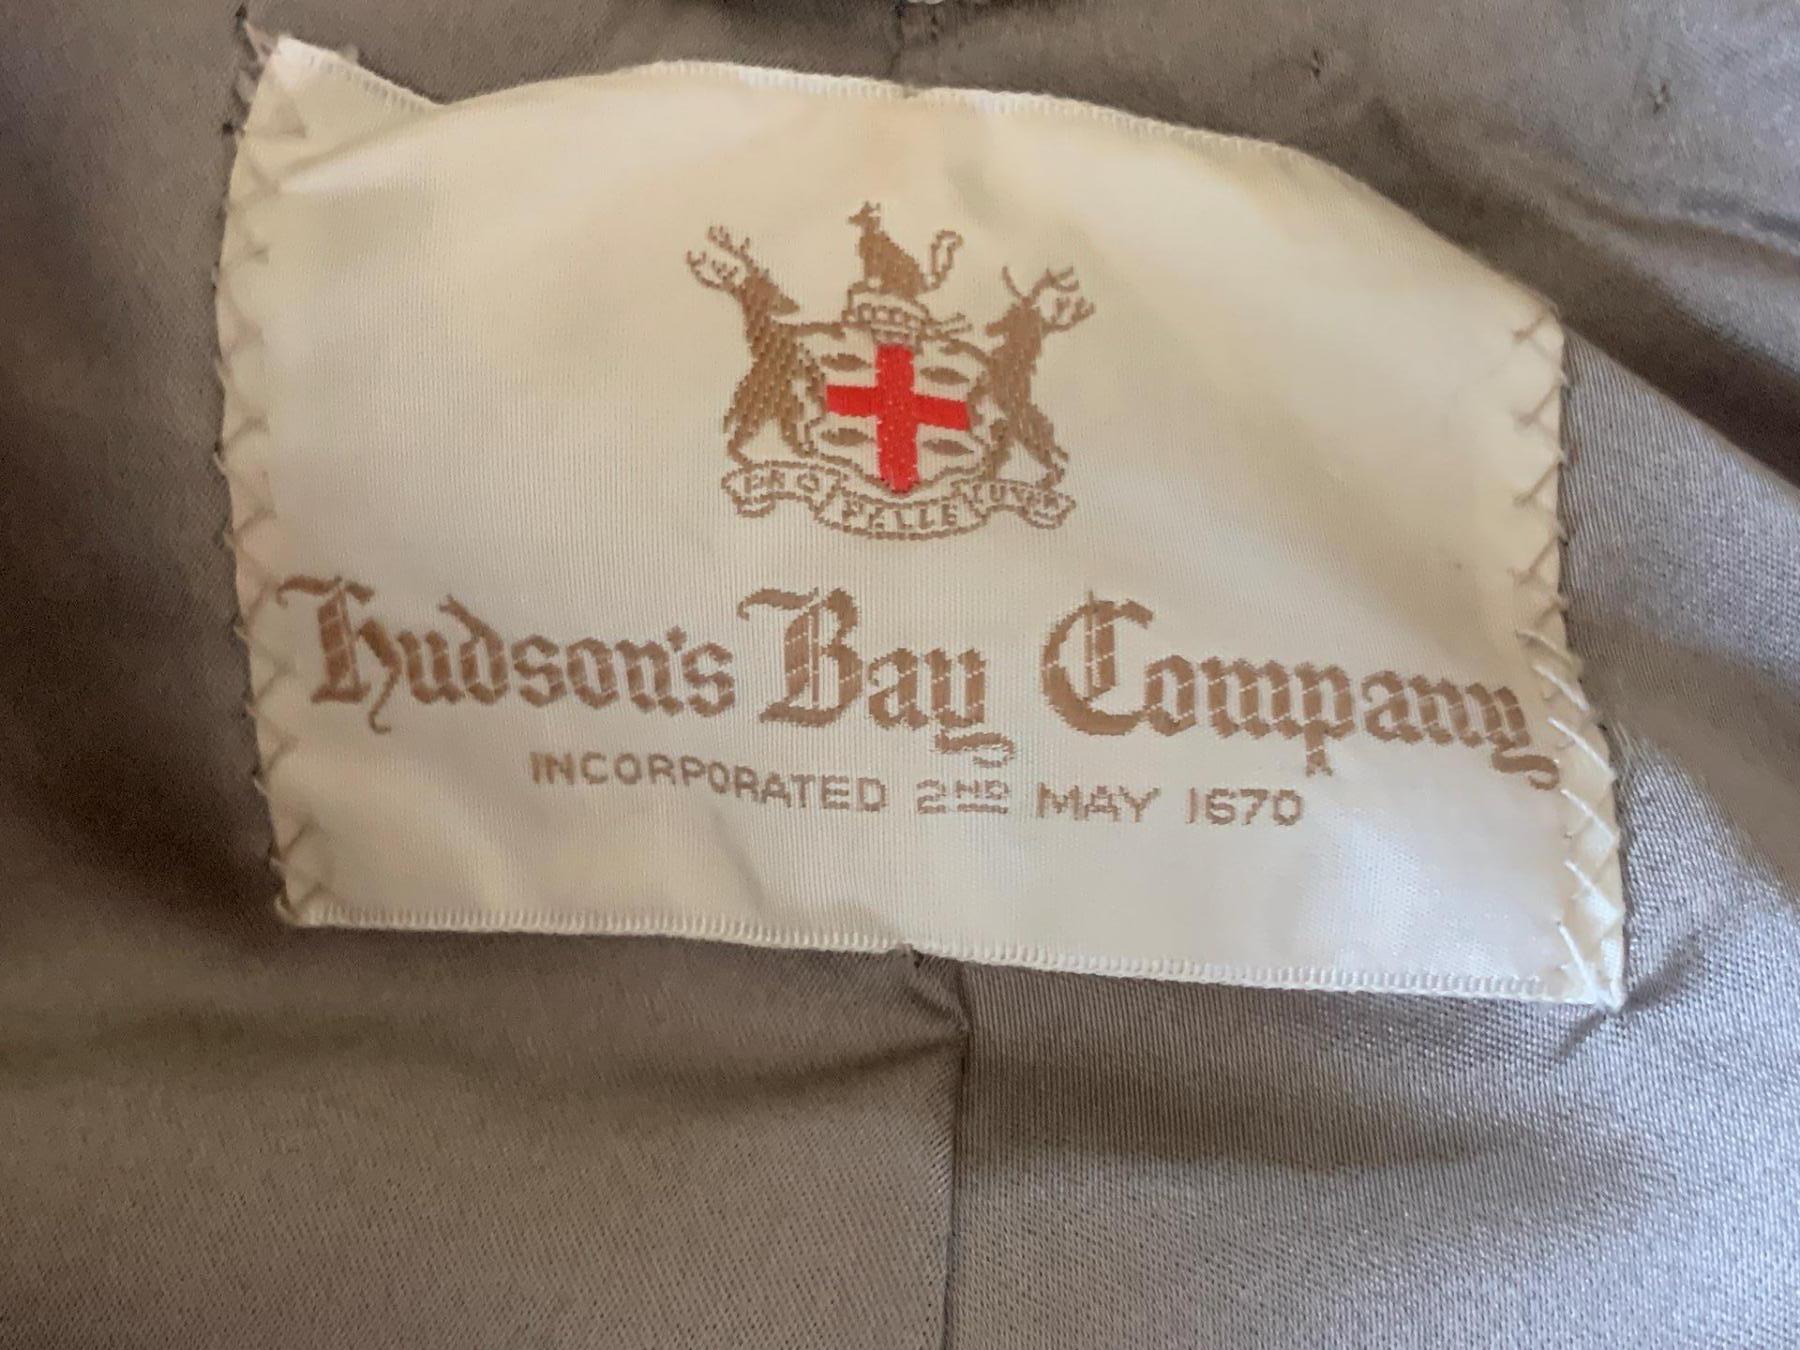 PRO PELLE CUTEM
Hudson's Bay Company
INCORPORATED 2ND MAY 1670